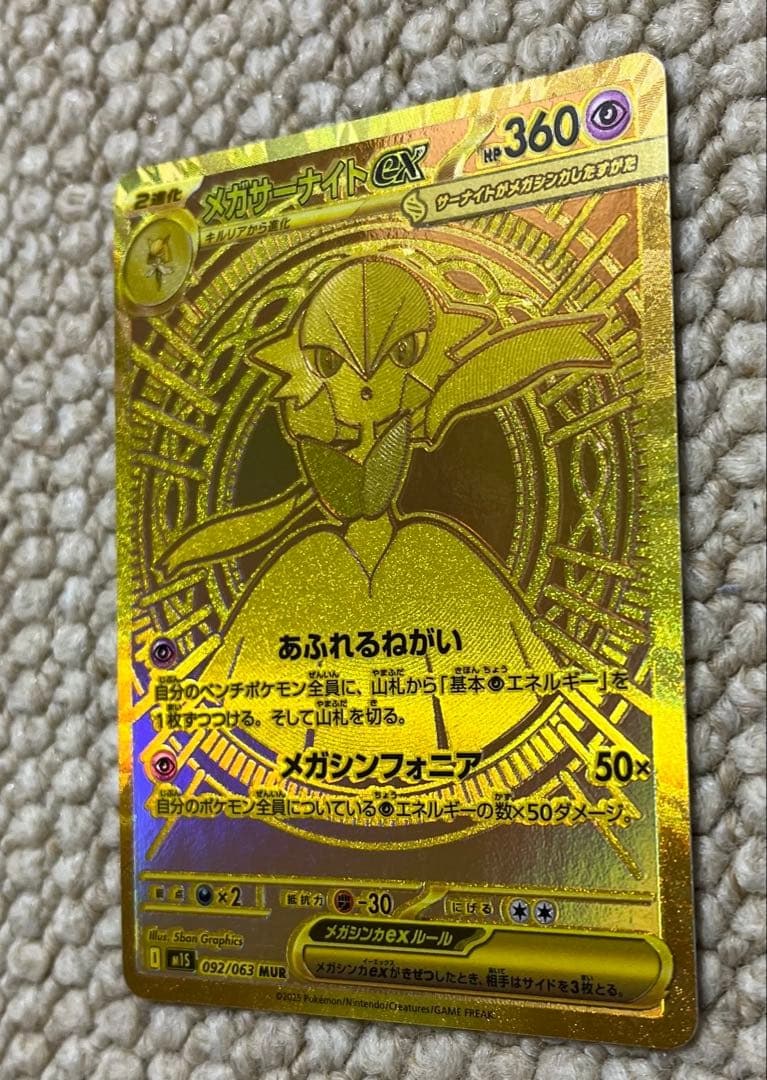 2進化
メガサーナイトex
HP360
キルリアから進化
サーナイトがメガシンカしたすがた
あふれるねがい
自分のベンチポケモン全員に、山札から「基本エネルギー」を
1枚ずつつける。そして山札を切る。
メガシンフォニア 50×
自分のポケモン全員についているエネルギーの数×50ダメージ。
弱点 ×2 抵抗力 -30 にげる
Illus. 5ban Graphics
メガシンカexルール
I M1S 092/063 MUR
メガシンカexがきぜつしたとき、相手はサイドを3枚とる。
©2025 Pokémon/Nintendo/Creatures/GAME FREAK